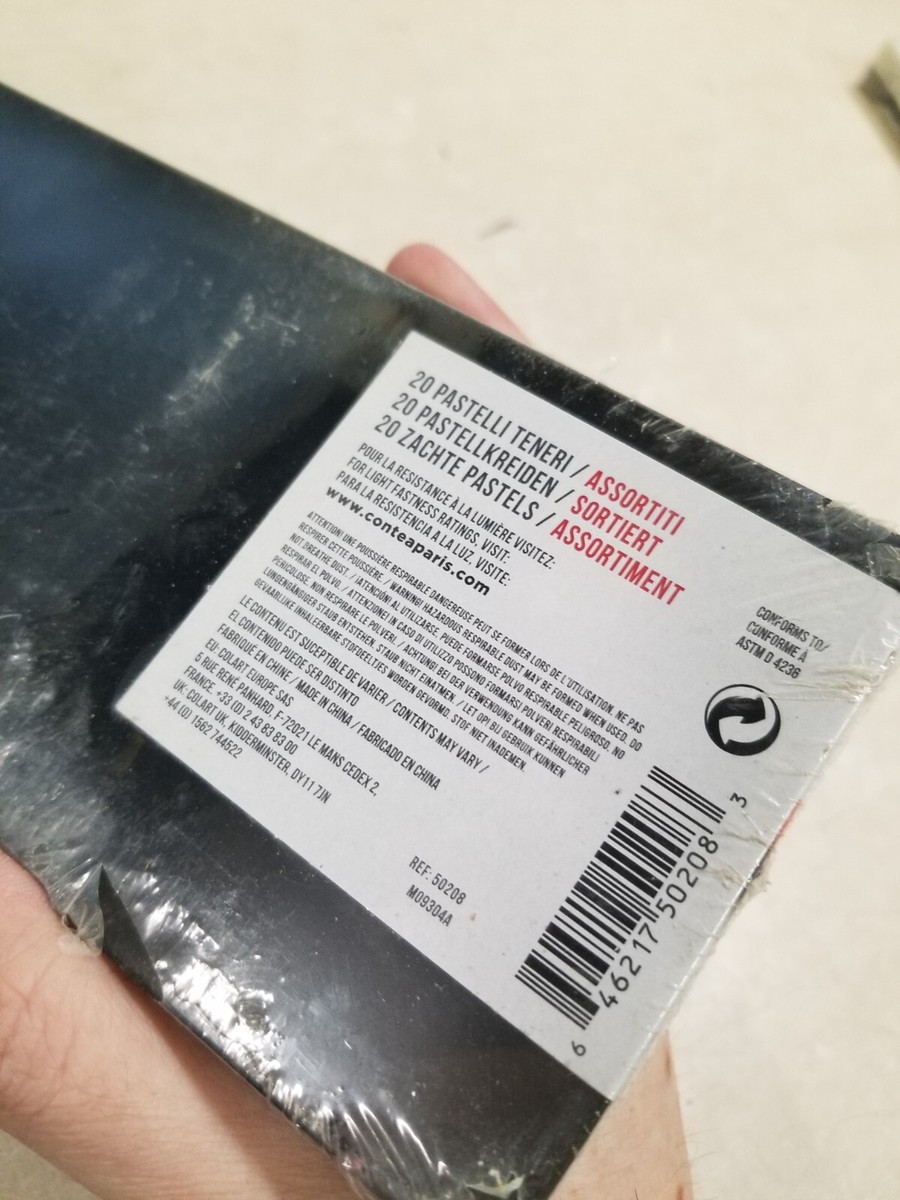 20 PASTELLI TENERI / ASSORTITI
20 PASTELLKREIDEN / SORTIERT
20 ZACHTE PASTELS / ASSORTIMENT
POUR LA RESISTANCE À LA LUMIÈRE VISITEZ:
FOR LIGHT FASTNESS RATINGS, VISIT:
PARA LA RESISTENCIA A LA LUZ, VISITE:
www.conteaparis.com
ATTENTION! UNE POUSSIÈRE RESPIRABLE DANGEREUSE PEUT SE FORMER LORS DE L'UTILISATION. NE PAS
RESPIRER CETTE POUSSIÈRE. / WARNING! HAZARDOUS RESPIRABLE DUST MAY BE FORMED WHEN USED. DO
NOT BREATHE DUST. / ¡ATENCIÓN! AL UTILIZARSE, PUEDE FORMARSE POLVO RESPIRABLE PELIGROSO. NO
RESPIRAR EL POLVO. / ATTENZIONE! IN CASO DI UTILIZZO POSSONO FORMARSI POLVERI RESPIRABILI
PERICOLOSE. NON RESPIRARE LE POLVERI. / ACHTUNG! BEI DER VERWENDUNG KANN GEFÄHRLICHER
LUNGENGÄNGIGER STAUB ENTSTEHEN. STAUB NICHT EINATMEN. / LET OP! BIJ GEBRUIK KUNNEN
GEVAARLIJKE INHALEERBARE STOFDEELTJES WORDEN GEVORMD. STOF NIET INADEMEN.
LE CONTENU EST SUCEPTIBLE DE VARIER / CONTENTS MAY VARY /
EL CONTENIDO PUEDE SER DISTINTO
FABRIQUÉ EN CHINE / MADE IN CHINA / FABRICADO EN CHINA
EU: COLART EUROPE SAS
5 RUE RENÉ PANHARD, F-72021 LE MANS CEDEX 2,
FRANCE. +33 (0) 2 43 83 83 00
UK: COLART UK, KIDDERMINSTER, DY11 7JN
+44 (0) 1562 744522
REF: 50208
M09304A
CONFORMS TO/
CONFORME À
ASTM D 4236
6 46217 50208 3